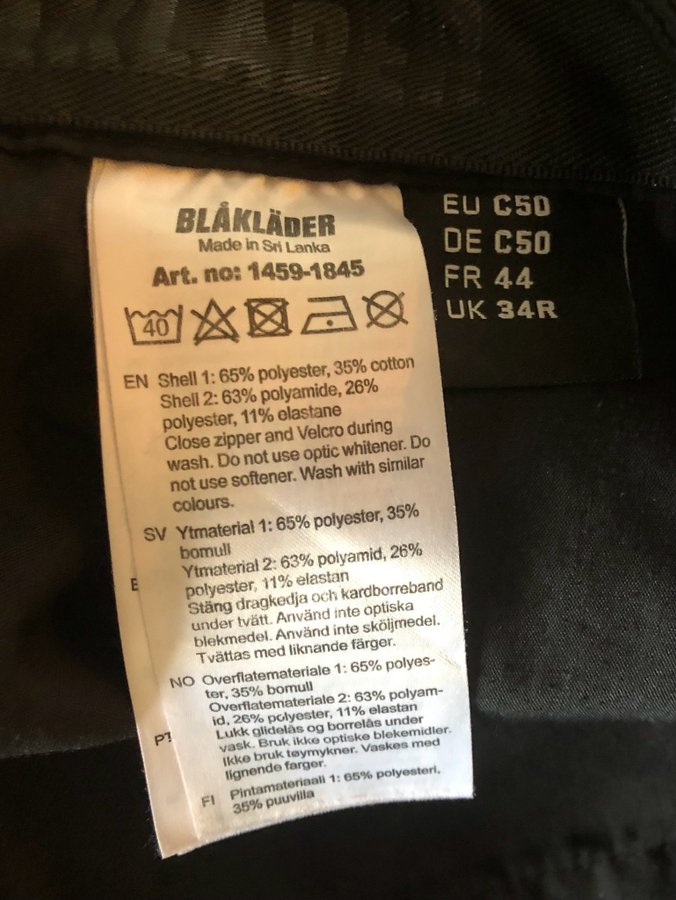 BLÅKLÄDER
BLÅKLÄDER
Made in Sri Lanka
Art. no: 1459-1845
40
EN Shell 1: 65% polyester, 35% cotton
Shell 2: 63% polyamide, 26%
polyester, 11% elastane
Close zipper and Velcro during
wash. Do not use optic whitener. Do
not use softener. Wash with similar
colours.
SV Ytmaterial 1: 65% polyester, 35%
bomull
Ytmaterial 2: 63% polyamid, 26%
polyester, 11% elastan
Stäng dragkedja och kardborreband
under tvätt. Använd inte optiska
blekmedel. Använd inte sköljmedel.
Tvättas med liknande färger.
NO Overflatemateriale 1: 65% polyes-
ter, 35% bomull
Overflatemateriale 2: 63% polyam-
id, 26% polyester, 11% elastan
Lukk glidelås og borrelås under
vask. Bruk ikke optiske blekemidler.
Ikke bruk tøymykner. Vaskes med
lignende farger.
FI Pintamateriaali 1: 65% polyesteri,
35% puuvilla
PT
EU C50
DE C50
FR 44
UK 34R